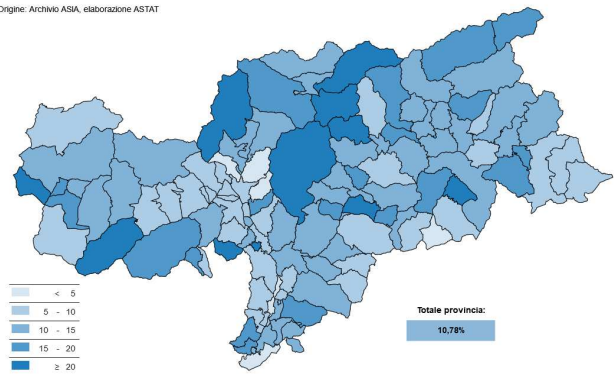 Origine: Archivio ASIA, elaborazione ASTAT
< 5
5 - 10
10 - 15
15 - 20
≥ 20
Totale provincia:
10,78%